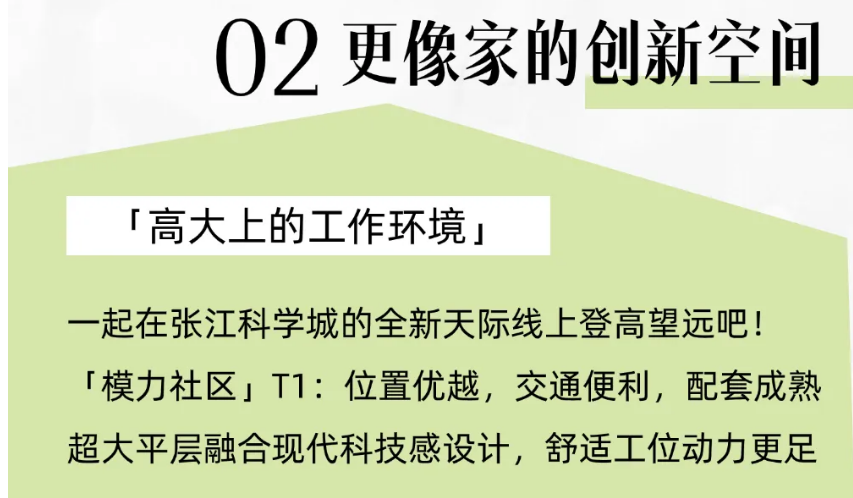 02 更像家的创新空间
「高大上的工作环境」
一起在张江科学城的全新天际线上登高望远吧！
「模力社区」T1：位置优越，交通便利，配套成熟
超大平层融合现代科技感设计，舒适工位动力更足